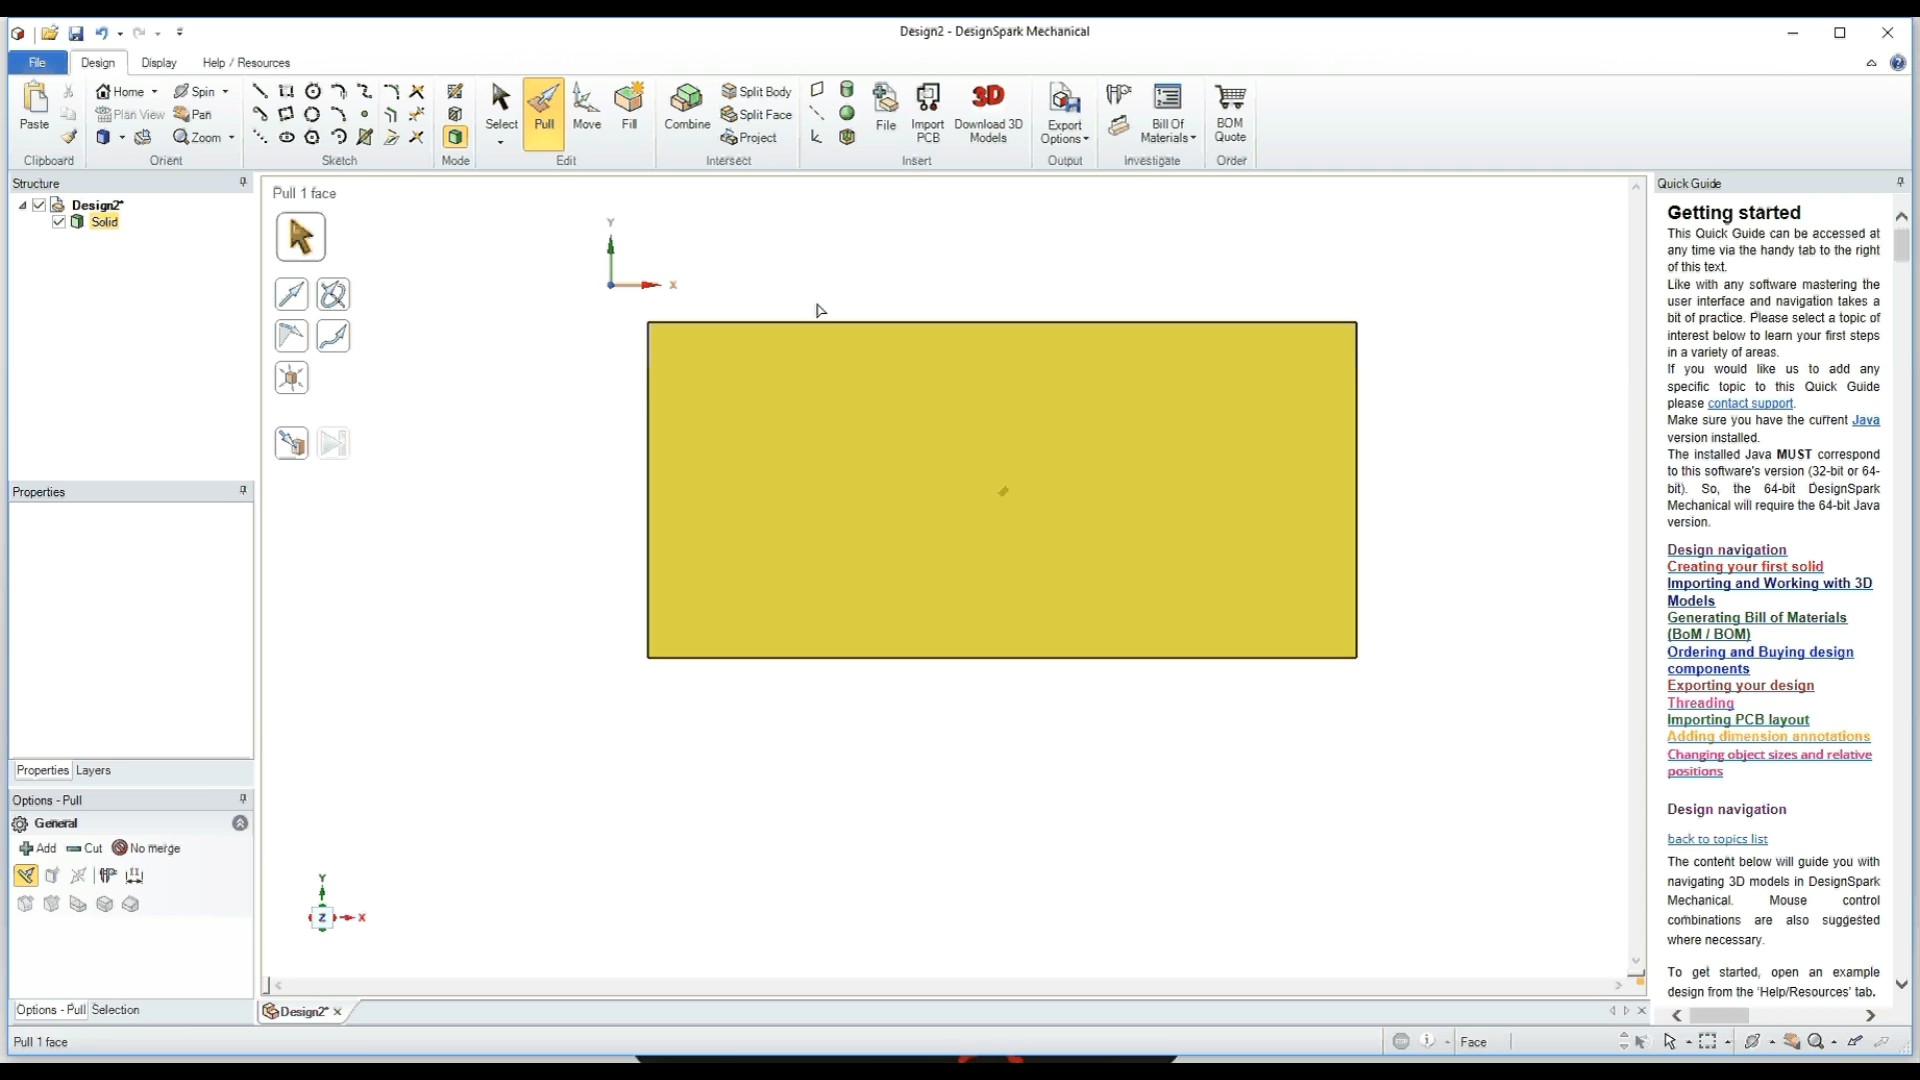 Design2 - DesignSpark Mechanical
File Design Display Help / Resources
Paste
Home Spin
Plan View Pan
Zoom
Select Pull Move Fill
Combine
Split Body
Split Face
Project
File
Import
PCB
3D
Download 3D
Models
Export
Options
Bill Of
Materials
BOM
Quote
Clipboard Orient Sketch Mode Edit Intersect Insert Output Investigate Order
Structure
Design2*
Solid
Properties
Properties Layers
Options - Pull
General
Add Cut No merge
Options - Pull Selection
Pull 1 face
Pull 1 face
Y
X
Y
Z
X
Design2*
Face
Quick Guide
Getting started
This Quick Guide can be accessed at
any time via the handy tab to the right
of this text.
Like with any software mastering the
user interface and navigation takes a
bit of practice. Please select a topic of
interest below to learn your first steps
in a variety of areas.
If you would like us to add any
specific topic to this Quick Guide
please contact support.
Make sure you have the current Java
version installed.
The installed Java MUST correspond
to this software's version (32-bit or 64-
bit). So, the 64-bit DesignSpark
Mechanical will require the 64-bit Java
version.
Design navigation
Creating your first solid
Importing and Working with 3D
Models
Generating Bill of Materials
(BoM / BOM)
Ordering and Buying design
components
Exporting your design
Threading
Importing PCB layout
Adding dimension annotations
Changing object sizes and relative
positions
Design navigation
back to topics list
The content below will guide you with
navigating 3D models in DesignSpark
Mechanical. Mouse control
combinations are also suggested
where necessary.
To get started, open an example
design from the 'Help/Resources' tab.